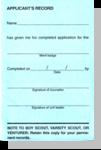 APPLICANT'S RECORD
Name
has given me his completed application for the
Merit badge
Completed on / / by
Date
Signature of counselor
Signature of unit leader
NOTE TO BOY SCOUT, VARSITY SCOUT, OR
VENTURER: Retain this copy for your perma-
nent records.